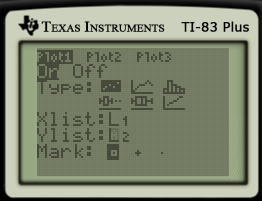 TEXAS INSTRUMENTS TI-83 Plus
Plot1 Plot2 Plot3
On Off
Type:
Xlist:L1
Ylist:L2
Mark: + ·